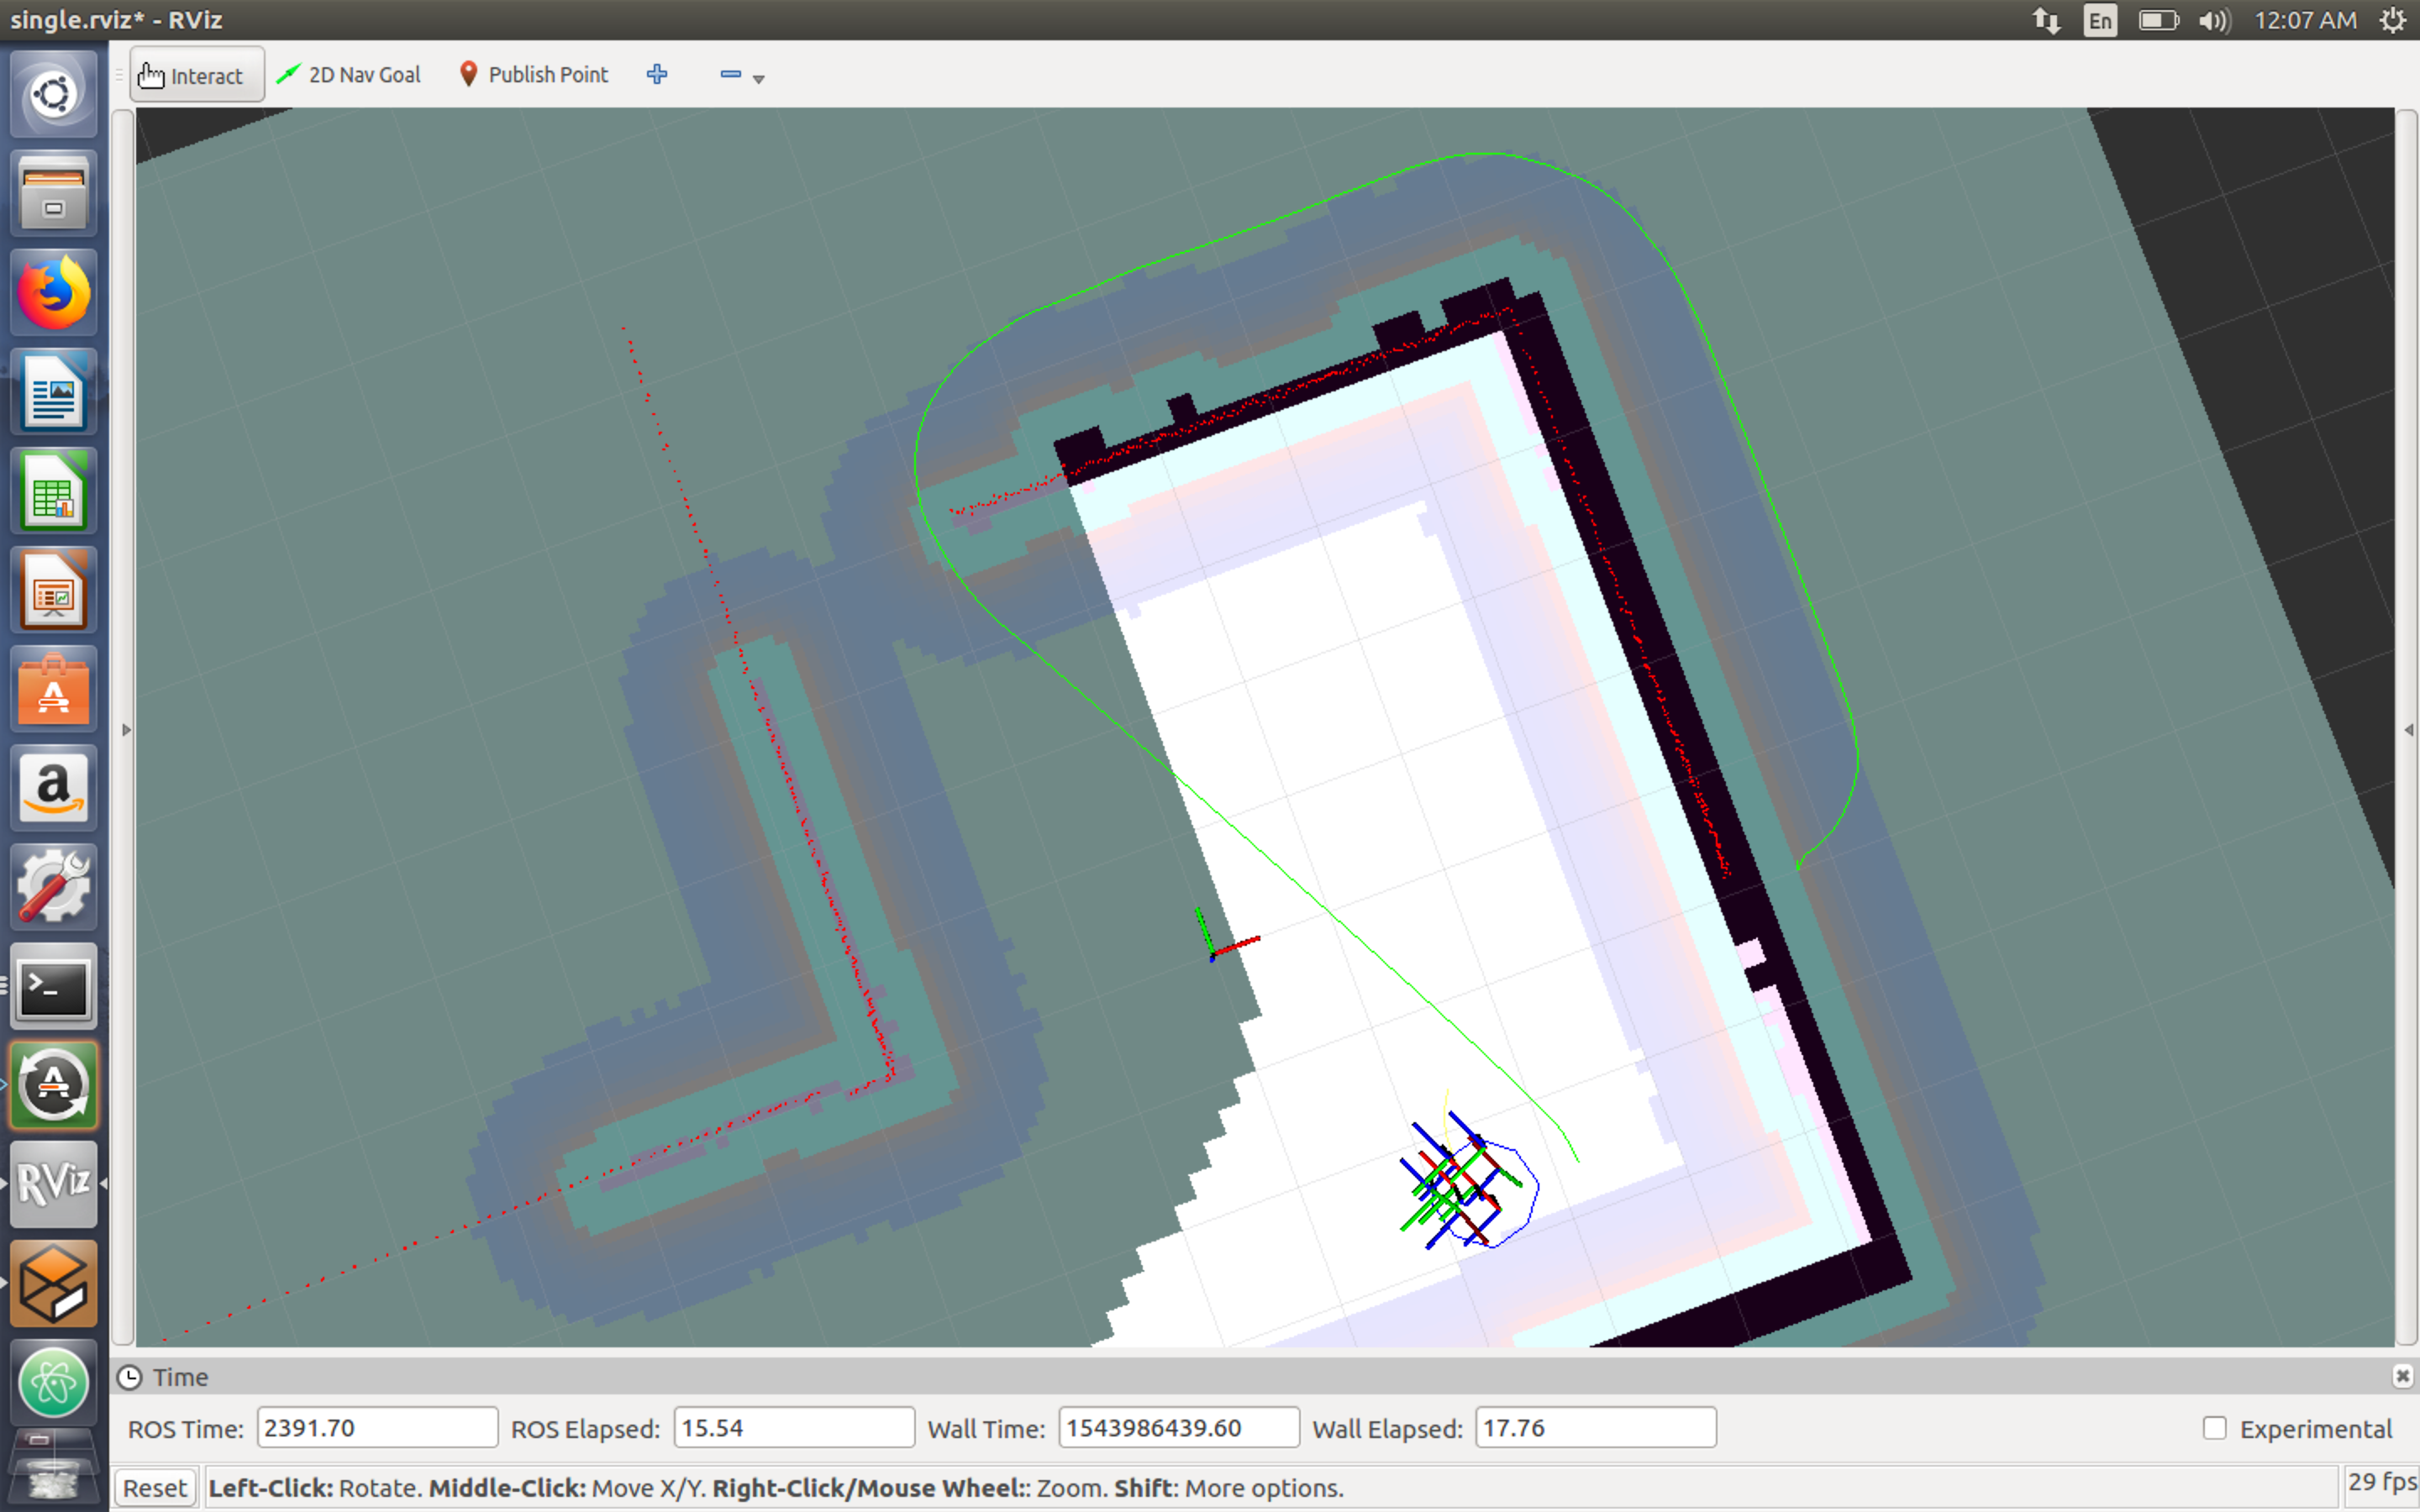 single.rviz* - RViz
En
12:07 AM
Interact
2D Nav Goal
Publish Point
A
a
>_
A
RViz
Time
ROS Time: 2391.70 ROS Elapsed: 15.54 Wall Time: 1543986439.60 Wall Elapsed: 17.76 Experimental
Reset Left-Click: Rotate. Middle-Click: Move X/Y. Right-Click/Mouse Wheel:: Zoom. Shift: More options. 29 fps